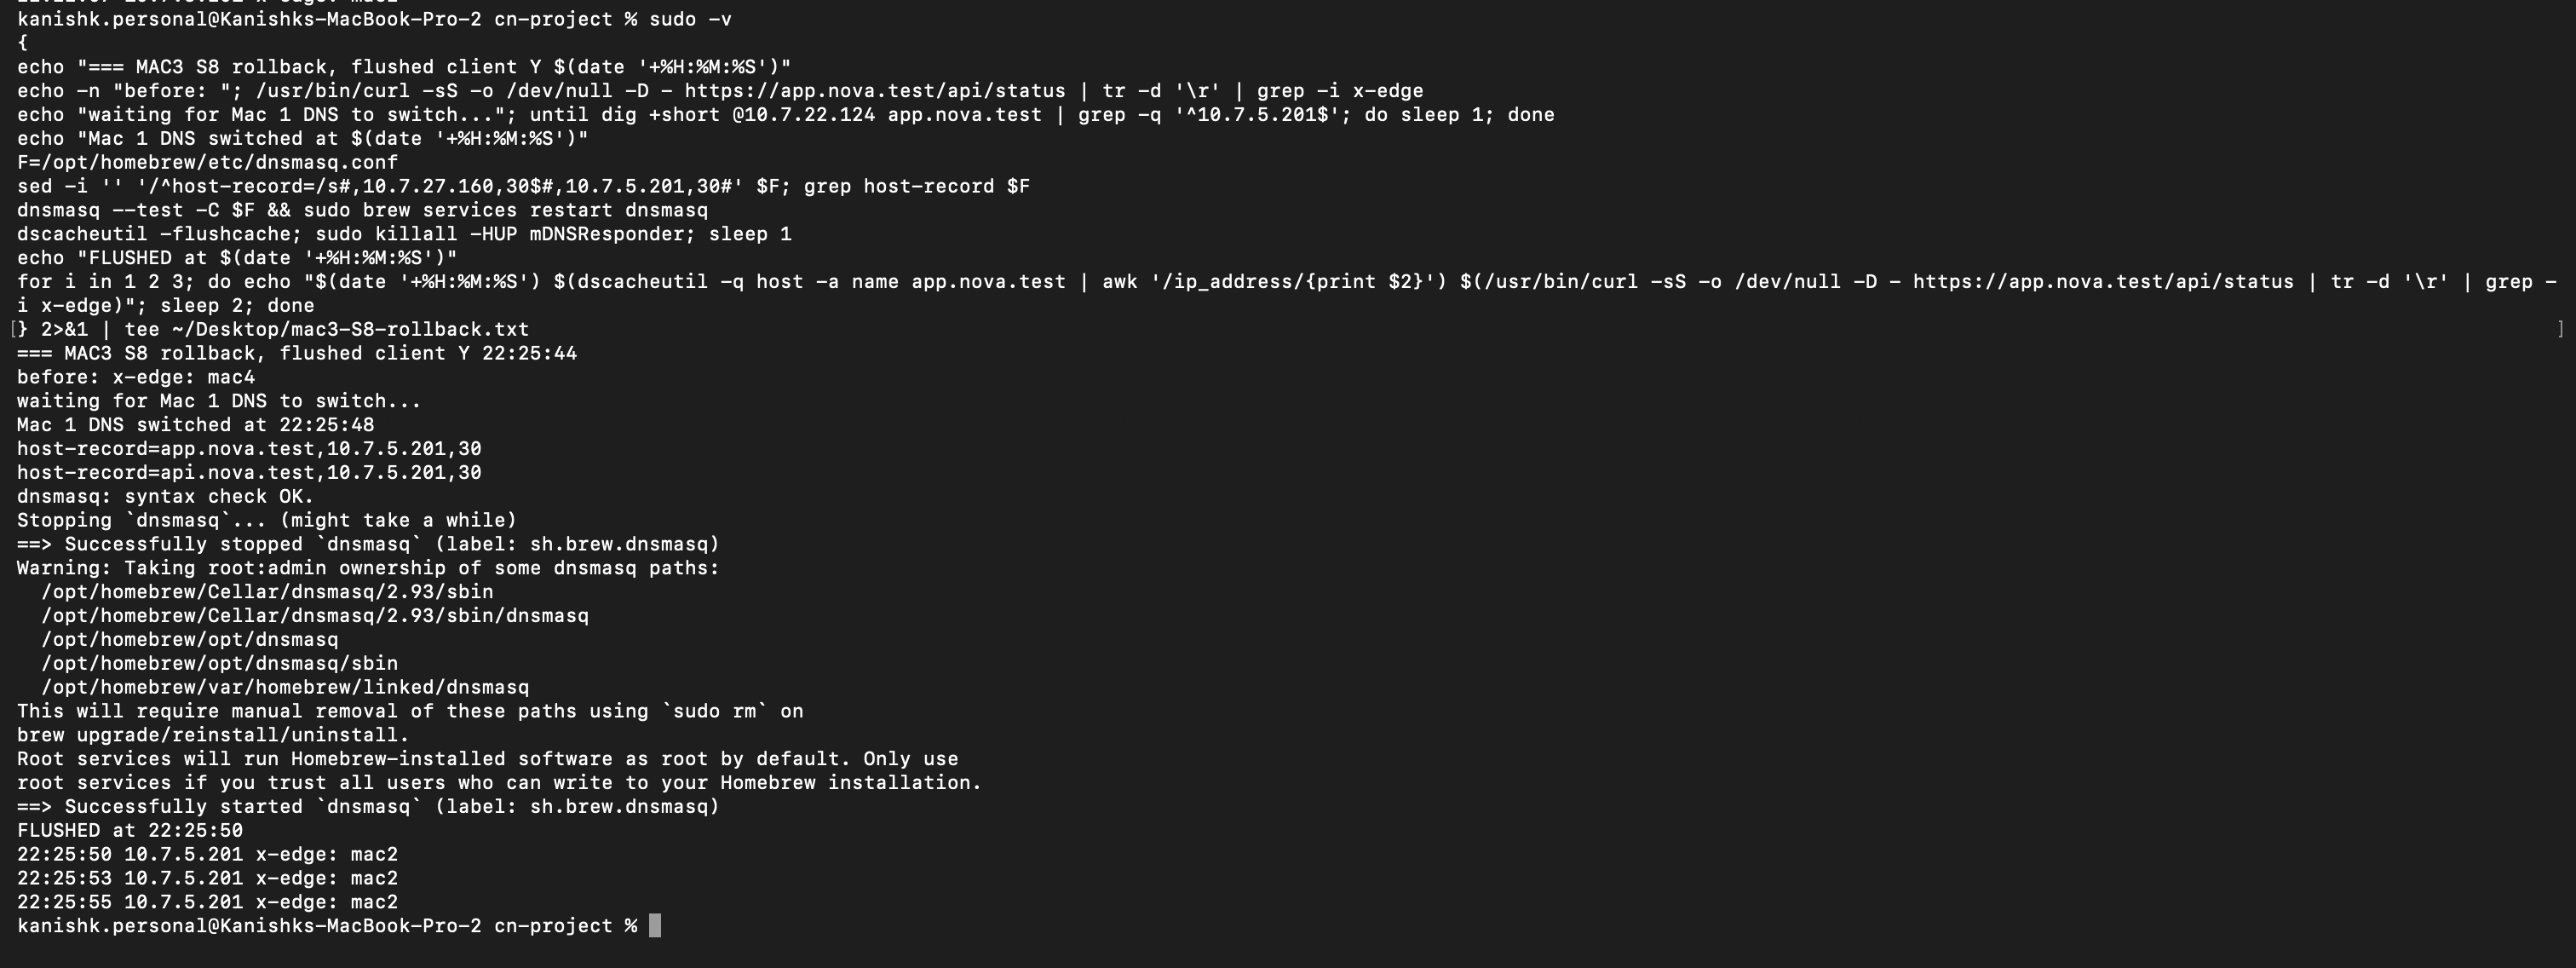 kanishk.personal@Kanishks-MacBook-Pro-2 cn-project % sudo -v
{
echo "=== MAC3 S8 rollback, flushed client Y $(date '+%H:%M:%S')"
echo -n "before: "; /usr/bin/curl -sS -o /dev/null -D - https://app.nova.test/api/status | tr -d '\r' | grep -i x-edge
echo "waiting for Mac 1 DNS to switch..."; until dig +short @10.7.22.124 app.nova.test | grep -q '^10.7.5.201$'; do sleep 1; done
echo "Mac 1 DNS switched at $(date '+%H:%M:%S')"
F=/opt/homebrew/etc/dnsmasq.conf
sed -i '' '/^host-record=/s#,10.7.27.160,30$#,10.7.5.201,30#' $F; grep host-record $F
dnsmasq --test -C $F && sudo brew services restart dnsmasq
dscacheutil -flushcache; sudo killall -HUP mDNSResponder; sleep 1
echo "FLUSHED at $(date '+%H:%M:%S')"
for i in 1 2 3; do echo "$(date '+%H:%M:%S') $(dscacheutil -q host -a name app.nova.test | awk '/ip_address/{print $2}') $(/usr/bin/curl -sS -o /dev/null -D - https://app.nova.test/api/status | tr -d '\r' | grep -
i x-edge)"; sleep 2; done
[} 2>&1 | tee ~/Desktop/mac3-S8-rollback.txt ]
=== MAC3 S8 rollback, flushed client Y 22:25:44
before: x-edge: mac4
waiting for Mac 1 DNS to switch...
Mac 1 DNS switched at 22:25:48
host-record=app.nova.test,10.7.5.201,30
host-record=api.nova.test,10.7.5.201,30
dnsmasq: syntax check OK.
Stopping `dnsmasq`... (might take a while)
==> Successfully stopped `dnsmasq` (label: sh.brew.dnsmasq)
Warning: Taking root:admin ownership of some dnsmasq paths:
  /opt/homebrew/Cellar/dnsmasq/2.93/sbin
  /opt/homebrew/Cellar/dnsmasq/2.93/sbin/dnsmasq
  /opt/homebrew/opt/dnsmasq
  /opt/homebrew/opt/dnsmasq/sbin
  /opt/homebrew/var/homebrew/linked/dnsmasq
This will require manual removal of these paths using `sudo rm` on
brew upgrade/reinstall/uninstall.
Root services will run Homebrew-installed software as root by default. Only use
root services if you trust all users who can write to your Homebrew installation.
==> Successfully started `dnsmasq` (label: sh.brew.dnsmasq)
FLUSHED at 22:25:50
22:25:50 10.7.5.201 x-edge: mac2
22:25:53 10.7.5.201 x-edge: mac2
22:25:55 10.7.5.201 x-edge: mac2
kanishk.personal@Kanishks-MacBook-Pro-2 cn-project %